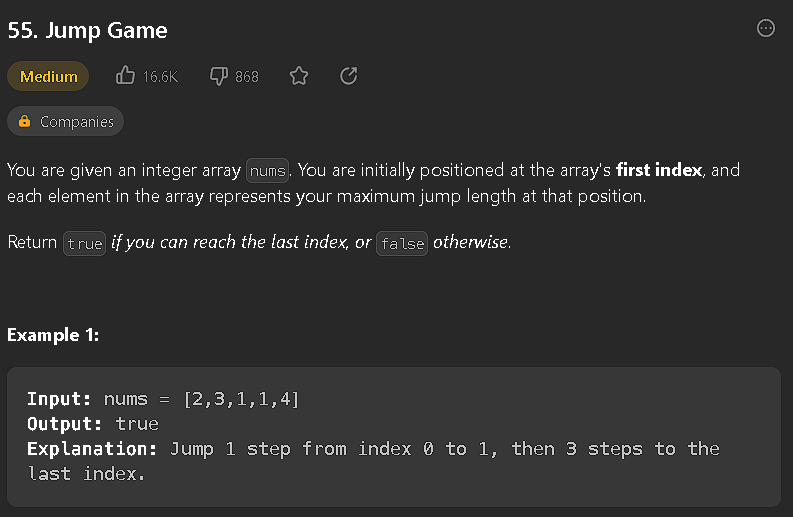 55. Jump Game
Medium 16.6K 868
Companies
You are given an integer array nums. You are initially positioned at the array's first index, and
each element in the array represents your maximum jump length at that position.
Return true if you can reach the last index, or false otherwise.
Example 1:
Input: nums = [2,3,1,1,4]
Output: true
Explanation: Jump 1 step from index 0 to 1, then 3 steps to the
last index.